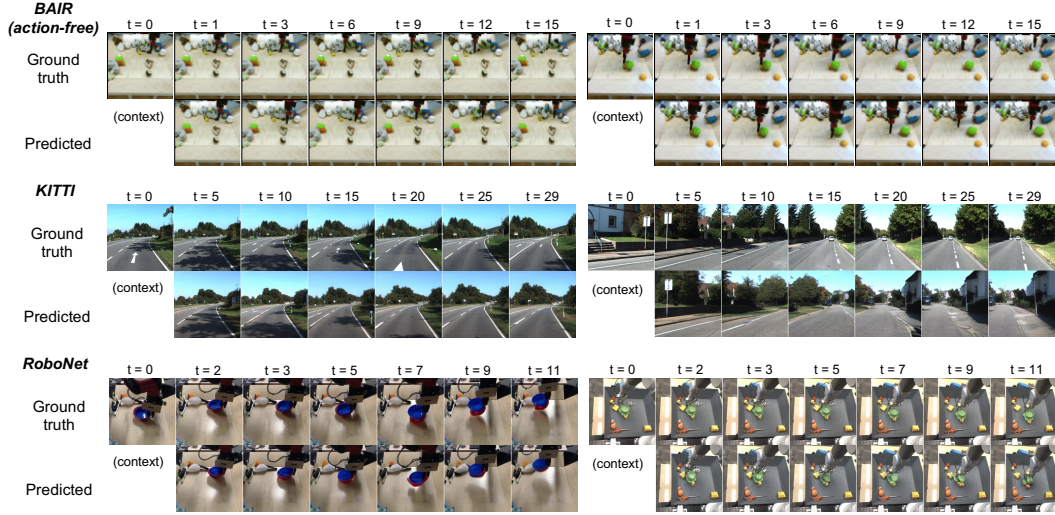 BAIR
(action-free)
t = 0 t = 1 t = 3 t = 6 t = 9 t = 12 t = 15 t = 0 t = 1 t = 3 t = 6 t = 9 t = 12 t = 15
Ground
truth
(context) (context)
Predicted
KITTI
t = 0 t = 5 t = 10 t = 15 t = 20 t = 25 t = 29 t = 0 t = 5 t = 10 t = 15 t = 20 t = 25 t = 29
Ground
truth
(context) (context)
Predicted
RoboNet
t = 0 t = 2 t = 3 t = 5 t = 7 t = 9 t = 11 t = 0 t = 2 t = 3 t = 5 t = 7 t = 9 t = 11
Ground
truth
(context) (context)
Predicted